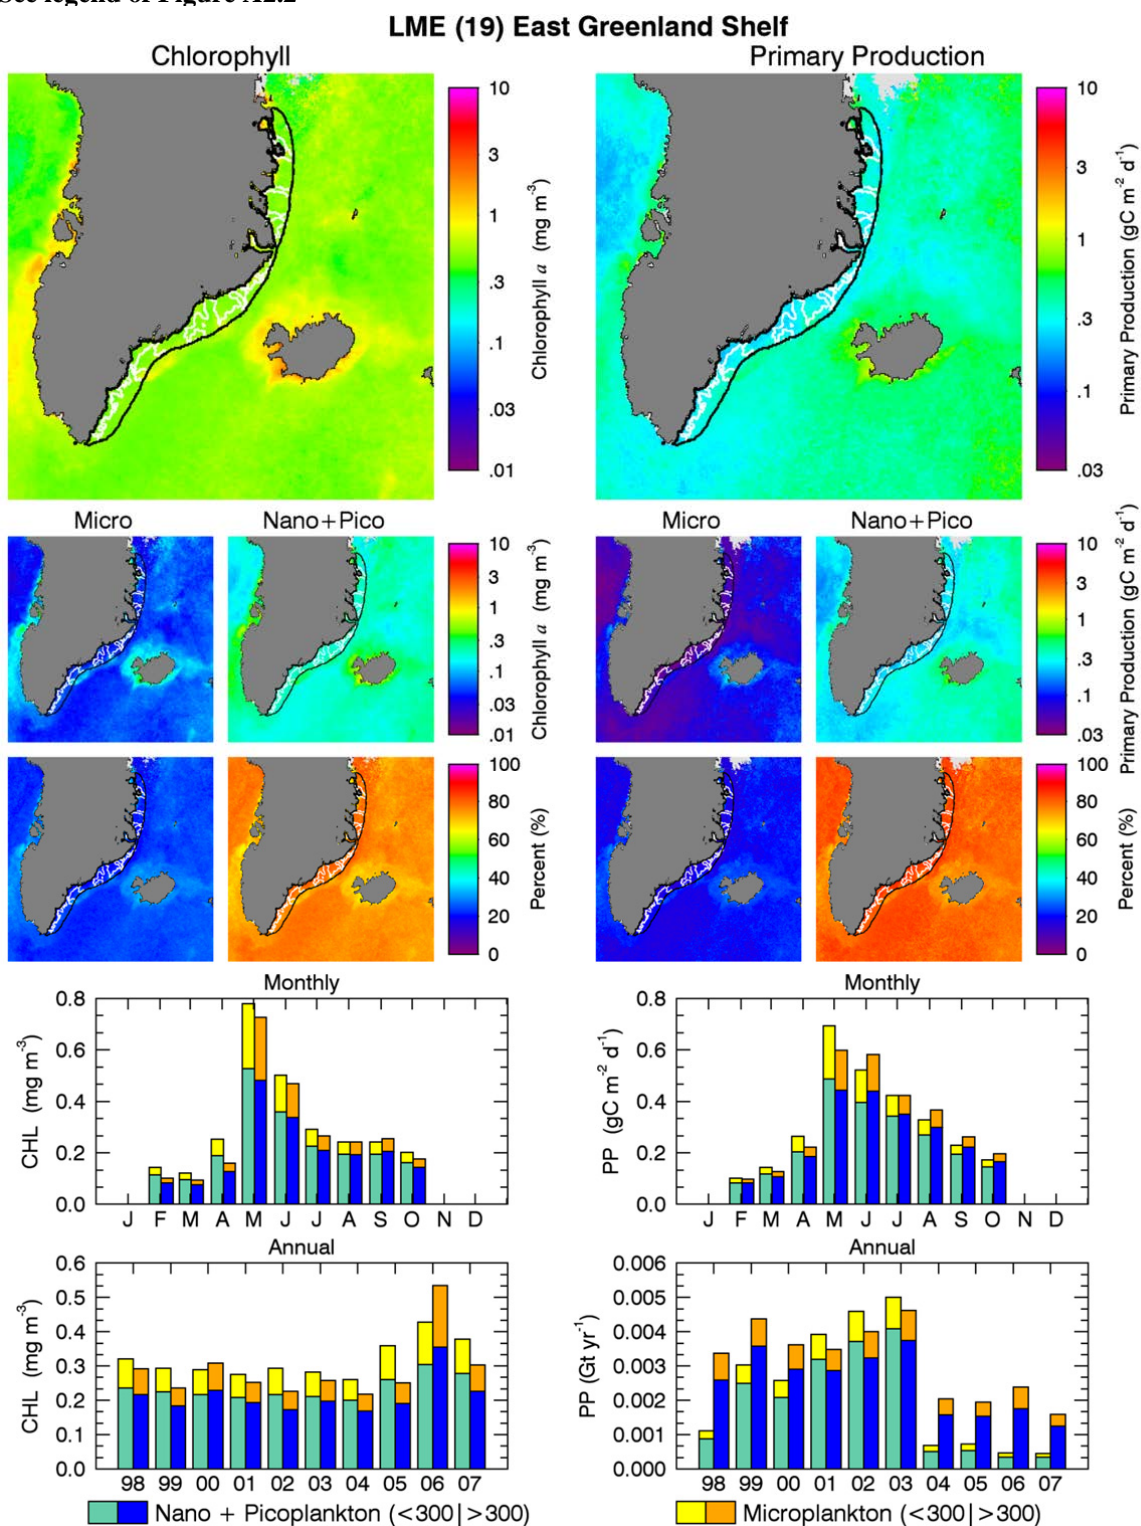 See legend of Figure A2.2
LME (19) East Greenland Shelf
Chlorophyll
Primary Production
10
3
1
.3
.1
.03
.01
Chlorophyll a (mg m-3)
10
3
1
.3
.1
.03
Primary Production (gC m-2 d-1)
Micro
Nano+Pico
10
3
1
.3
.1
.03
.01
Chlorophyll a (mg m-3)
Micro
Nano+Pico
10
3
1
.3
.1
.03
Primary Production (gC m-2 d-1)
100
80
60
40
20
0
Percent (%)
100
80
60
40
20
0
Percent (%)
Monthly
CHL (mg m-3)
0.8
0.6
0.4
0.2
0.0
J F M A M J J A S O N D
Monthly
PP (gC m-2 d-1)
0.8
0.6
0.4
0.2
0.0
J F M A M J J A S O N D
Annual
CHL (mg m-3)
0.6
0.5
0.4
0.3
0.2
0.1
0.0
98 99 00 01 02 03 04 05 06 07
Annual
PP (Gt yr-1)
0.006
0.005
0.004
0.003
0.002
0.001
0.000
98 99 00 01 02 03 04 05 06 07
Nano + Picoplankton (<300|>300)
Microplankton (<300|>300)